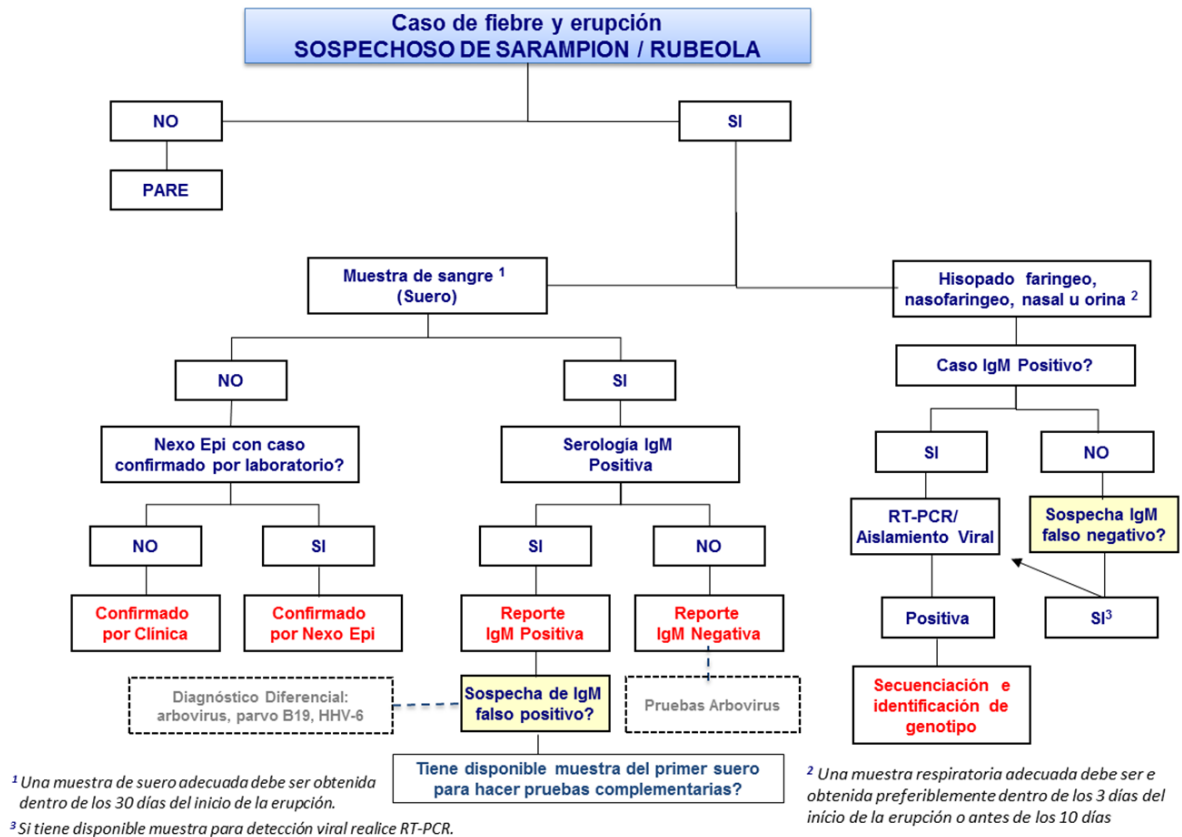 Caso de fiebre y erupción
SOSPECHOSO DE SARAMPION / RUBEOLA
NO
SI
PARE
Muestra de sangre 1
(Suero)
Hisopado faringeo,
nasofaringeo, nasal u orina 2
NO
SI
Caso IgM Positivo?
Nexo Epi con caso
confirmado por laboratorio?
Serología IgM
Positiva
SI
NO
NO
SI
SI
NO
RT-PCR/
Aislamiento Viral
Sospecha IgM
falso negativo?
Confirmado
por Clínica
Confirmado
por Nexo Epi
Reporte
IgM Positiva
Reporte
IgM Negativa
Positiva
SI3
Diagnóstico Diferencial:
arbovirus, parvo B19, HHV-6
Sospecha de IgM
falso positivo?
Pruebas Arbovirus
Secuenciación e
identificación de
genotipo
Tiene disponible muestra del primer suero
para hacer pruebas complementarias?
1 Una muestra de suero adecuada debe ser obtenida
dentro de los 30 días del inicio de la erupción.
3 Si tiene disponible muestra para detección viral realice RT-PCR.
2 Una muestra respiratoria adecuada debe ser e
obtenida preferiblemente dentro de los 3 días del
início de la erupción o antes de los 10 días